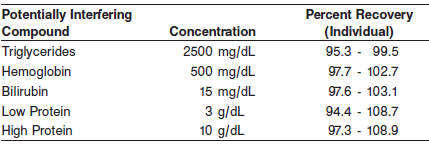 Potentially Interfering Percent Recovery
Compound Concentration (Individual)
Triglycerides 2500 mg/dL 95.3 - 99.5
Hemoglobin 500 mg/dL 97.7 - 102.7
Bilirubin 15 mg/dL 97.6 - 103.1
Low Protein 3 g/dL 94.4 - 108.7
High Protein 10 g/dL 97.3 - 108.9